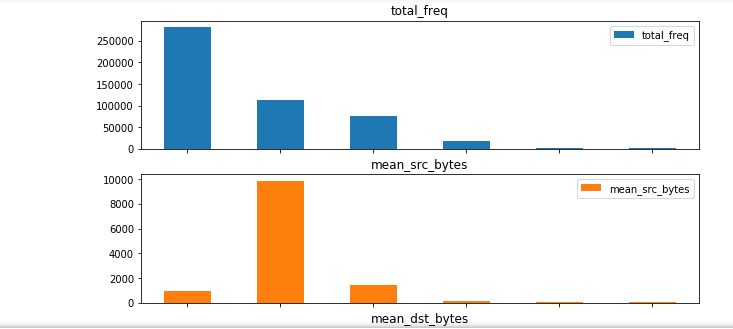 total_freq
250000
200000
150000
100000
50000
0
total_freq
mean_src_bytes
10000
8000
6000
4000
2000
0
mean_src_bytes
mean_dst_bytes